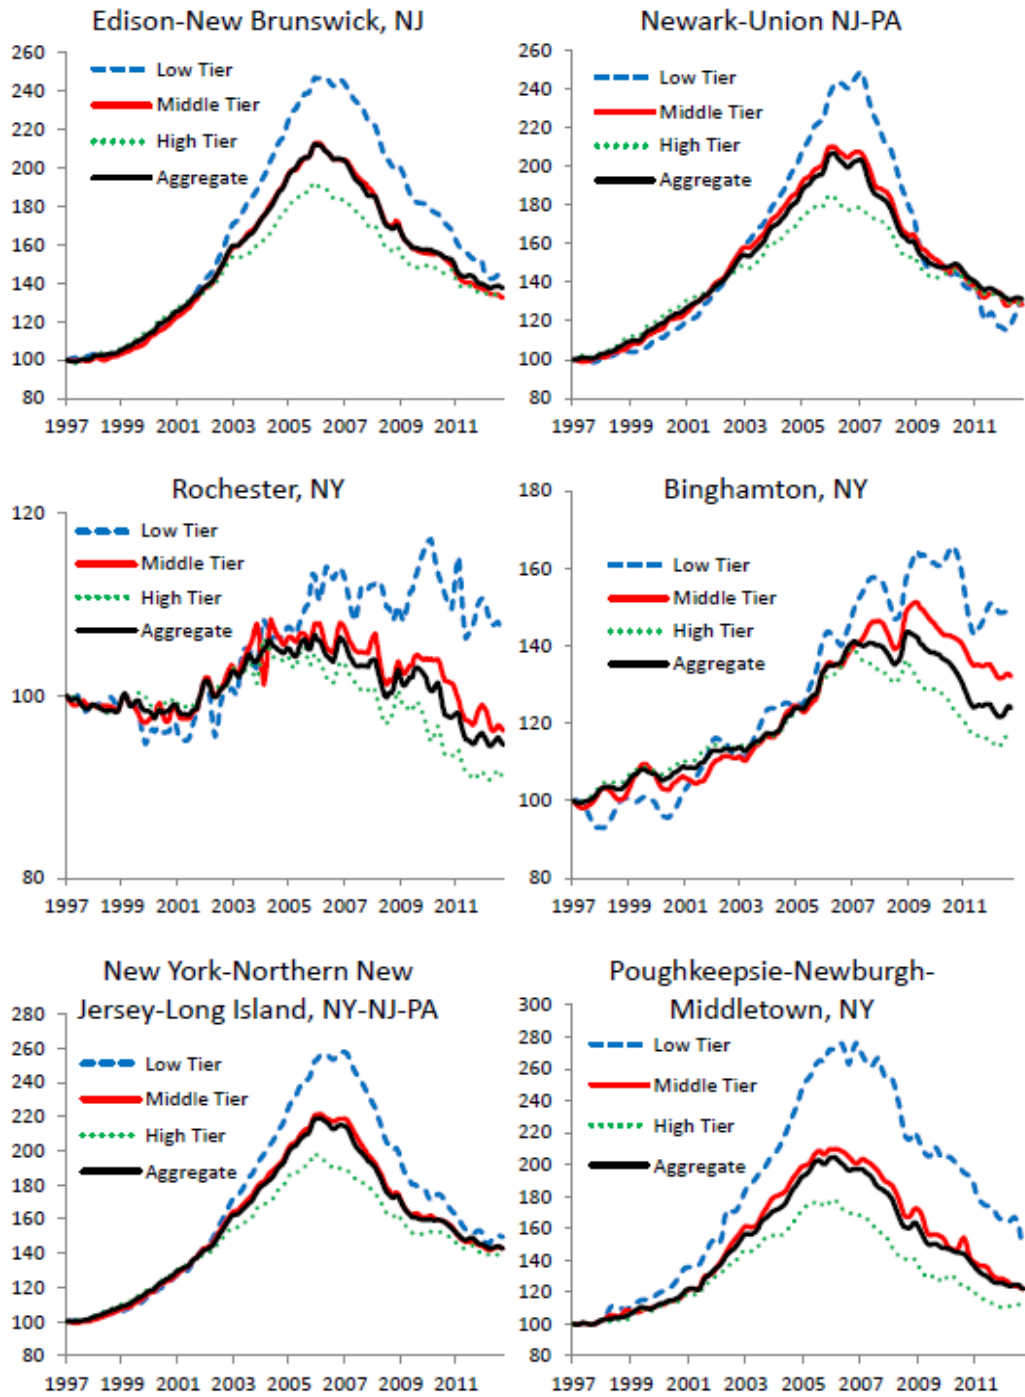 Edison-New Brunswick, NJ
260
240
220
200
180
160
140
120
100
80
Low Tier
Middle Tier
High Tier
Aggregate
1997 1999 2001 2003 2005 2007 2009 2011
Newark-Union NJ-PA
260
240
220
200
180
160
140
120
100
80
Low Tier
Middle Tier
High Tier
Aggregate
1997 1999 2001 2003 2005 2007 2009 2011
Rochester, NY
120
100
80
Low Tier
Middle Tier
High Tier
Aggregate
1997 1999 2001 2003 2005 2007 2009 2011
Binghamton, NY
180
160
140
120
100
80
Low Tier
Middle Tier
High Tier
Aggregate
1997 1999 2001 2003 2005 2007 2009 2011
New York-Northern New
Jersey-Long Island, NY-NJ-PA
280
260
240
220
200
180
160
140
120
100
80
Low Tier
Middle Tier
High Tier
Aggregate
1997 1999 2001 2003 2005 2007 2009 2011
Poughkeepsie-Newburgh-
Middletown, NY
300
280
260
240
220
200
180
160
140
120
100
80
Low Tier
Middle Tier
High Tier
Aggregate
1997 1999 2001 2003 2005 2007 2009 2011